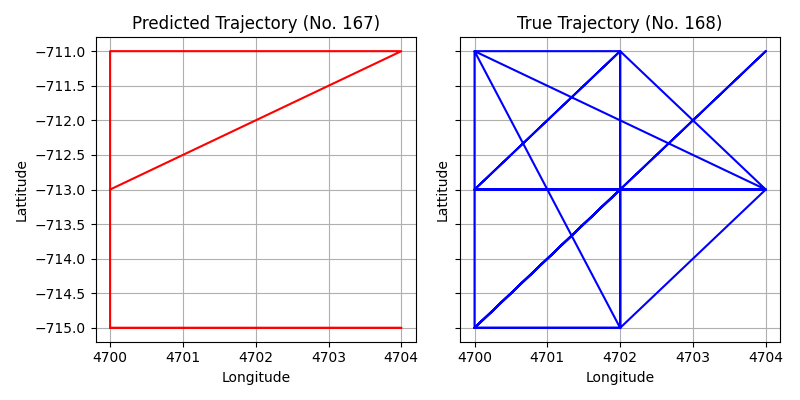 Predicted Trajectory (No. 167)
True Trajectory (No. 168)
−711.0
−711.5
−712.0
−712.5
−713.0
−713.5
−714.0
−714.5
−715.0
Lattitude
Lattitude
4700 4701 4702 4703 4704
4700 4701 4702 4703 4704
Longitude
Longitude